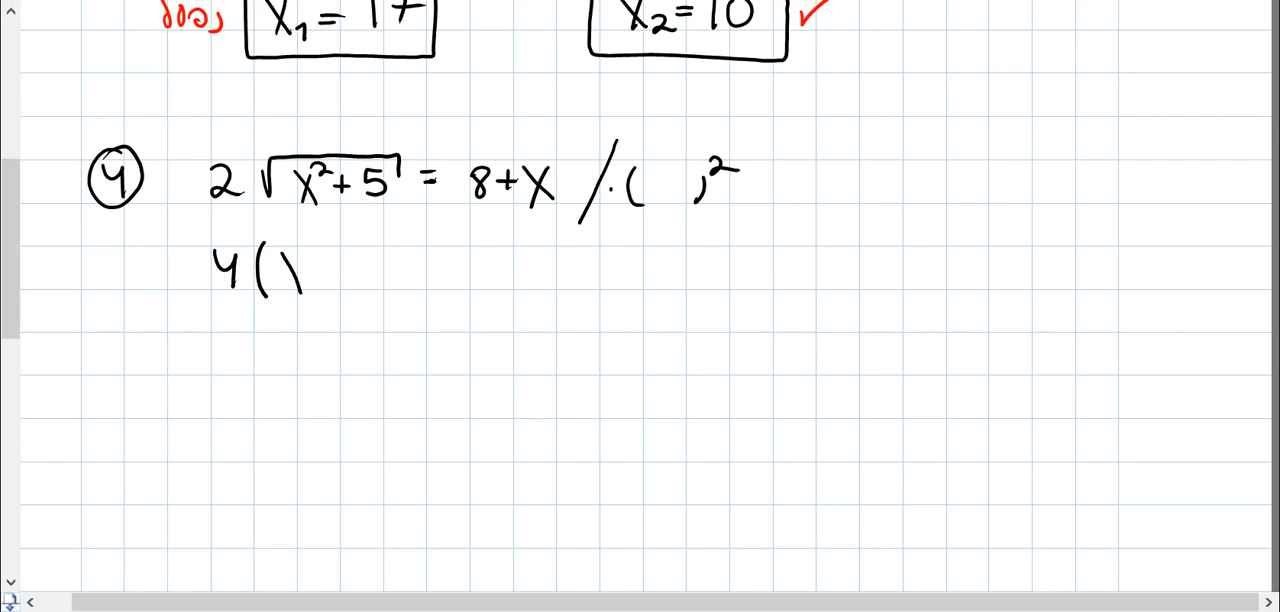 נפסל X₁ = 17 X₂ = 10 ✓
④ 2√(x²+5) = 8+x /·( )²
4(